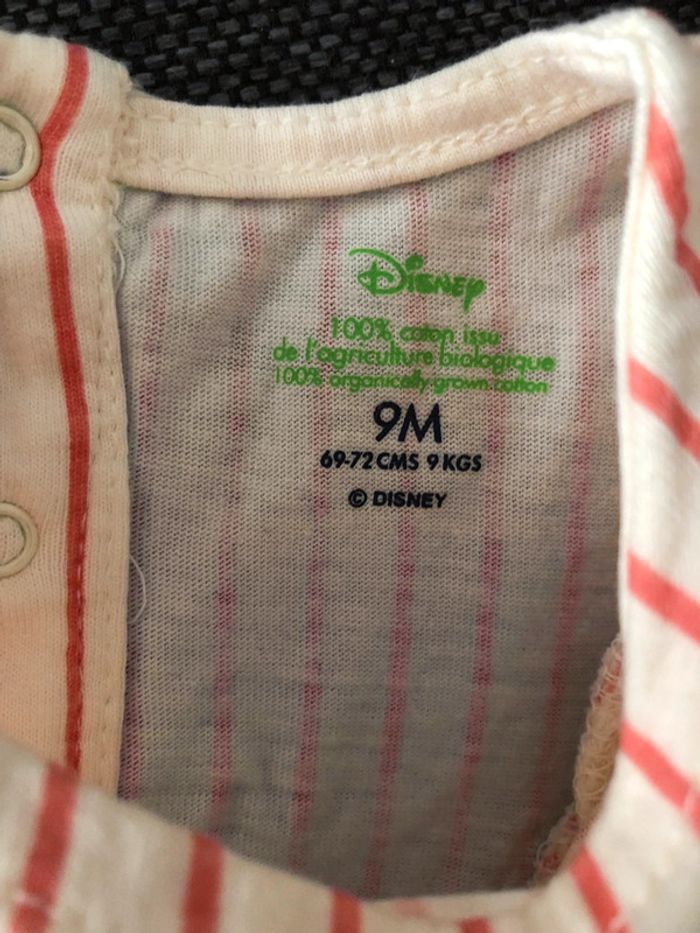 Disney
100% coton issu
de l'agriculture biologique
100% organically grown cotton
9M
69-72 CMS 9 KGS
© DISNEY